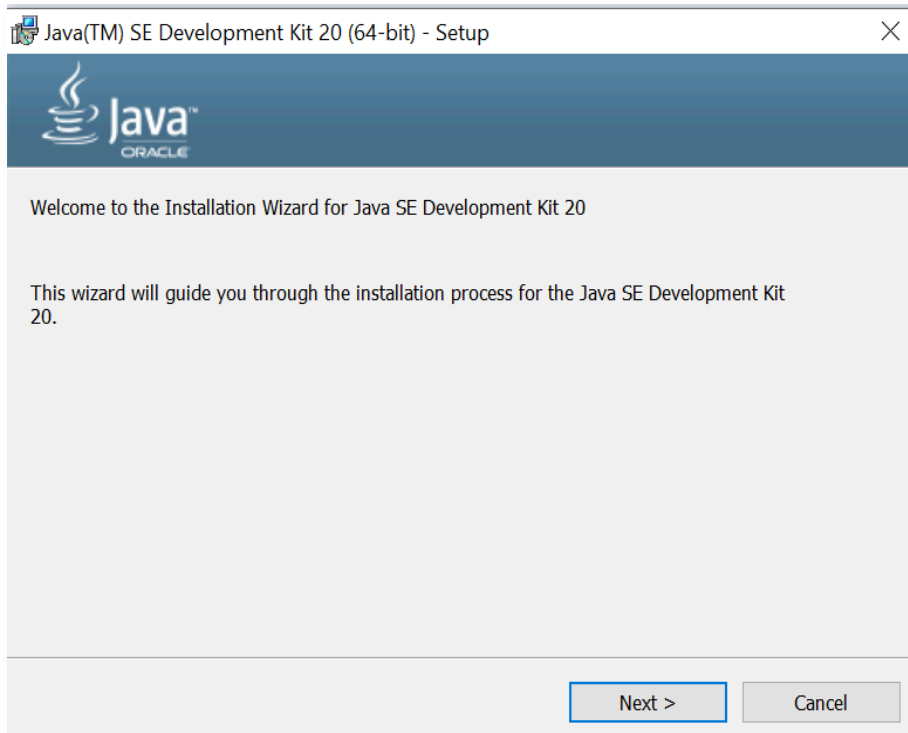 Java(TM) SE Development Kit 20 (64-bit) - Setup
Java™
ORACLE
Welcome to the Installation Wizard for Java SE Development Kit 20
This wizard will guide you through the installation process for the Java SE Development Kit
20.
Next >
Cancel